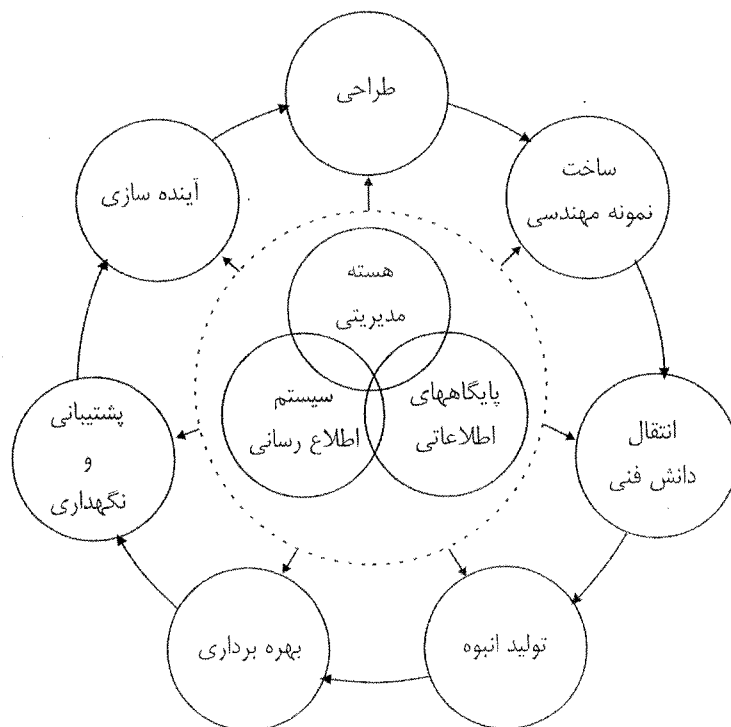 طراحی
ساخت
نمونه مهندسی
انتقال
دانش فنی
تولید انبوه
بهره برداری
پشتیبانی
و
نگهداری
آینده سازی
هسته
مدیریتی
پایگاههای
اطلاعاتی
سیستم
اطلاع رسانی